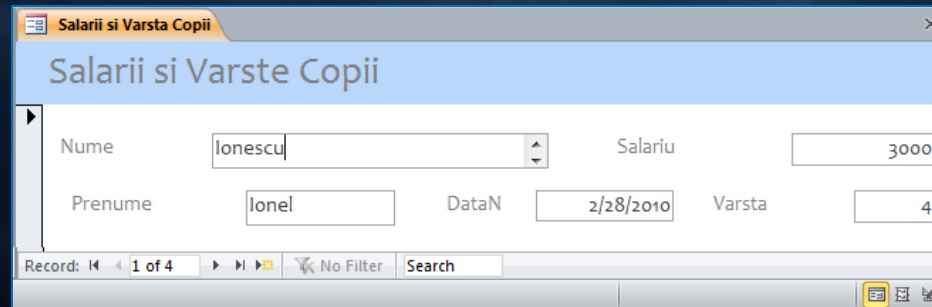 Salarii si Varsta Copii
Salarii si Varste Copii
Nume Ionescu Salariu 3000
Prenume Ionel DataN 2/28/2010 Varsta 4
Record: 1 of 4 No Filter Search